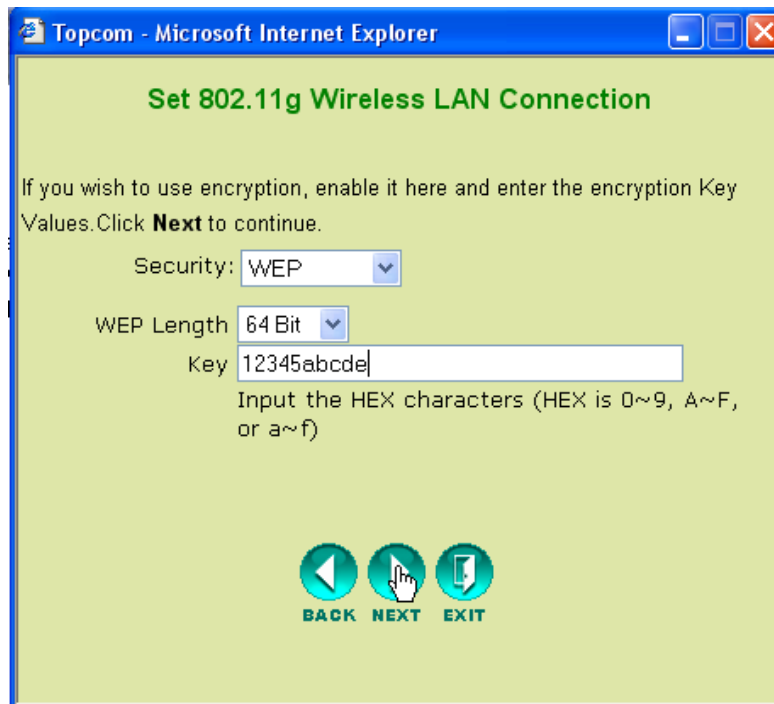 Topcom - Microsoft Internet Explorer
Set 802.11g Wireless LAN Connection
If you wish to use encryption, enable it here and enter the encryption Key
Values.Click Next to continue.
Security: WEP
WEP Length 64 Bit
Key 12345abcde
Input the HEX characters (HEX is 0~9, A~F,
or a~f)
BACK NEXT EXIT